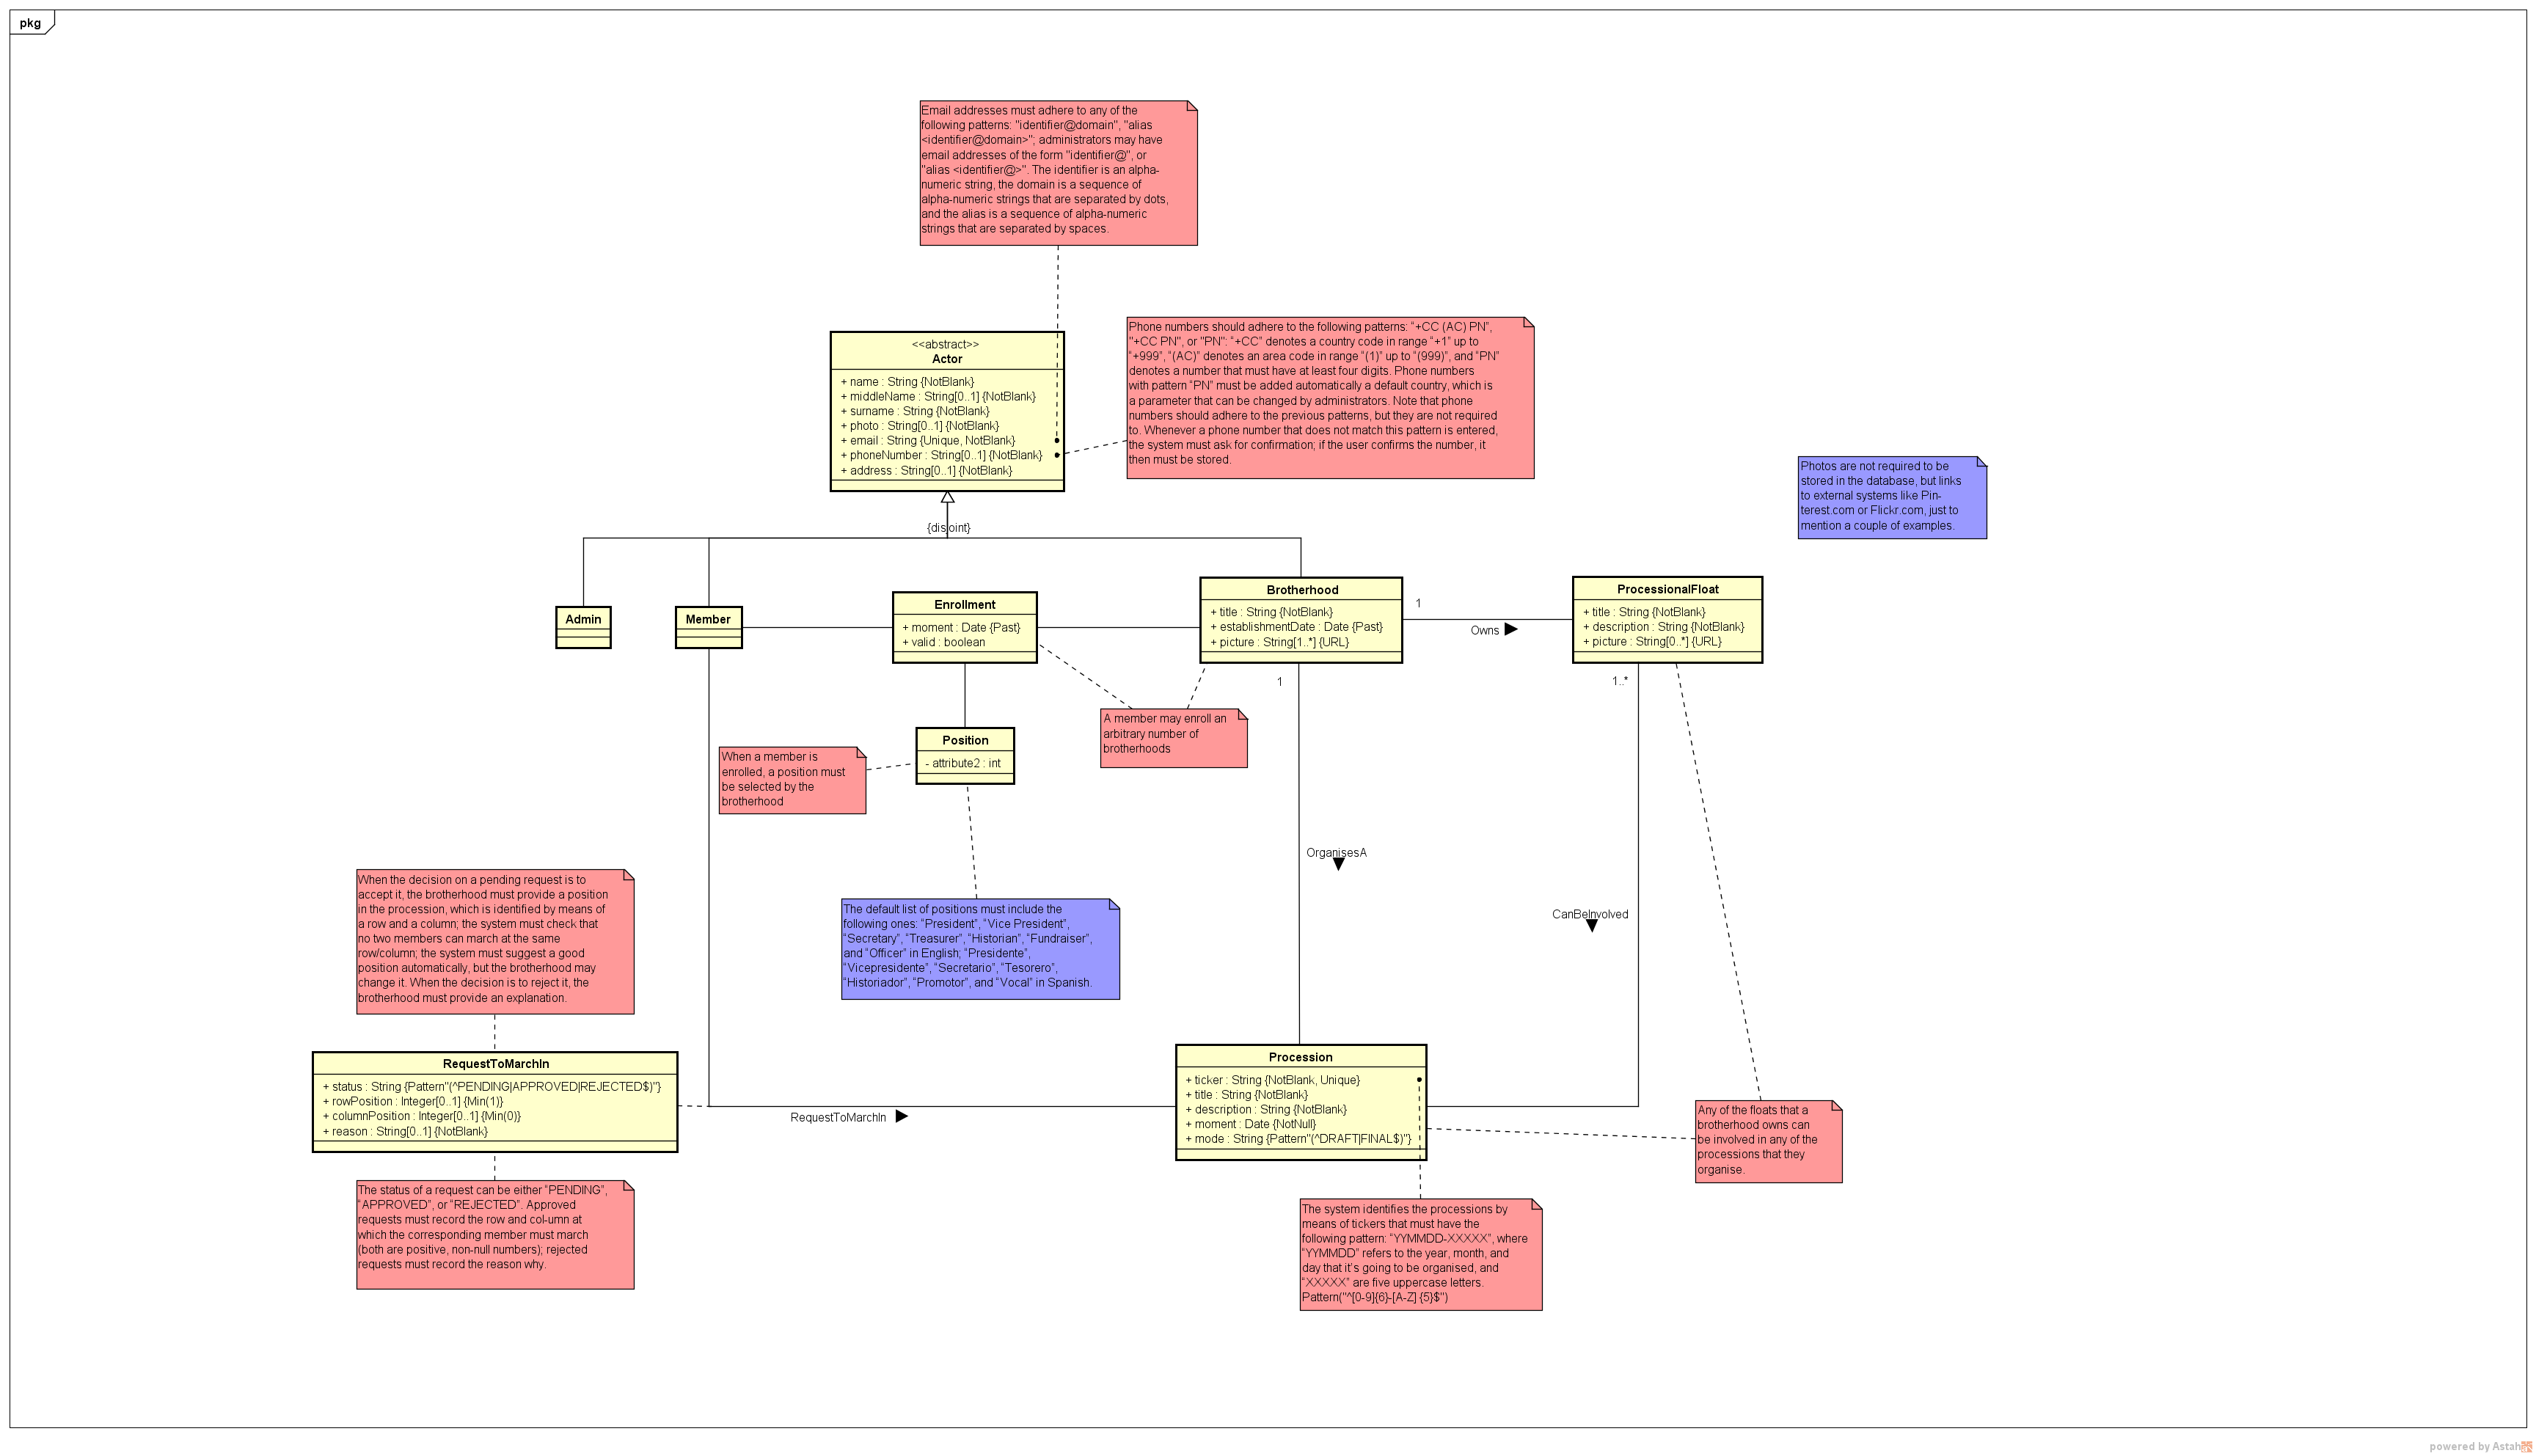 pkg
Email addresses must adhere to any of the
following patterns: "identifier@domain", "alias
<identifier@domain>"; administrators may have
email addresses of the form "identifier@", or
"alias <identifier@>". The identifier is an alpha-
numeric string, the domain is a sequence of
alpha-numeric strings that are separated by dots,
and the alias is a sequence of alpha-numeric
strings that are separated by spaces.
<<abstract>>
Actor
+ name : String {NotBlank}
+ middleName : String[0..1] {NotBlank}
+ surname : String {NotBlank}
+ photo : String[0..1] {NotBlank}
+ email : String {Unique, NotBlank}
+ phoneNumber : String[0..1] {NotBlank}
+ address : String[0..1] {NotBlank}
Phone numbers should adhere to the following patterns: “+CC (AC) PN”,
"+CC PN", or "PN": “+CC” denotes a country code in range “+1” up to
“+999”, “(AC)” denotes an area code in range “(1)” up to “(999)”, and “PN”
denotes a number that must have at least four digits. Phone numbers
with pattern “PN” must be added automatically a default country, which is
a parameter that can be changed by administrators. Note that phone
numbers should adhere to the previous patterns, but they are not required
to. Whenever a phone number that does not match this pattern is entered,
the system must ask for confirmation; if the user confirms the number, it
then must be stored.
Photos are not required to be
stored in the database, but links
to external systems like Pin-
terest.com or Flickr.com, just to
mention a couple of examples.
{disjoint}
Admin
Member
Enrollment
+ moment : Date {Past}
+ valid : boolean
Brotherhood
+ title : String {NotBlank}
+ establishmentDate : Date {Past}
+ picture : String[1..*] {URL}
1
Owns
ProcessionalFloat
+ title : String {NotBlank}
+ description : String {NotBlank}
+ picture : String[0..*] {URL}
1
1..*
A member may enroll an
arbitrary number of
brotherhoods
Position
- attribute2 : int
When a member is
enrolled, a position must
be selected by the
brotherhood
OrganisesA
CanBeInvolved
The default list of positions must include the
following ones: “President”, “Vice President”,
“Secretary”, “Treasurer”, “Historian”, “Fundraiser”,
and “Officer” in English; “Presidente”,
“Vicepresidente”, “Secretario”, “Tesorero”,
“Historiador”, “Promotor”, and “Vocal” in Spanish.
When the decision on a pending request is to
accept it, the brotherhood must provide a position
in the procession, which is identified by means of
a row and a column; the system must check that
no two members can march at the same
row/column; the system must suggest a good
position automatically, but the brotherhood may
change it. When the decision is to reject it, the
brotherhood must provide an explanation.
RequestToMarchIn
+ status : String {Pattern"(^PENDING|APPROVED|REJECTED$)"}
+ rowPosition : Integer[0..1] {Min(1)}
+ columnPosition : Integer[0..1] {Min(0)}
+ reason : String[0..1] {NotBlank}
RequestToMarchIn
Procession
+ ticker : String {NotBlank, Unique}
+ title : String {NotBlank}
+ description : String {NotBlank}
+ moment : Date {NotNull}
+ mode : String {Pattern"(^DRAFT|FINAL$)"}
Any of the floats that a
brotherhood owns can
be involved in any of the
processions that they
organise.
The status of a request can be either “PENDING”,
“APPROVED”, or “REJECTED”. Approved
requests must record the row and col-umn at
which the corresponding member must march
(both are positive, non-null numbers); rejected
requests must record the reason why.
The system identifies the processions by
means of tickers that must have the
following pattern: “YYMMDD-XXXXX”, where
“YYMMDD” refers to the year, month, and
day that it's going to be organised, and
“XXXXX” are five uppercase letters.
Pattern("^[0-9]{6}-[A-Z] {5}$")
powered by Astah